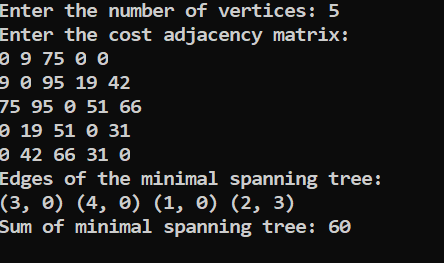 Enter the number of vertices: 5
Enter the cost adjacency matrix:
0 9 75 0 0
9 0 95 19 42
75 95 0 51 66
0 19 51 0 31
0 42 66 31 0
Edges of the minimal spanning tree:
(3, 0) (4, 0) (1, 0) (2, 3)
Sum of minimal spanning tree: 60